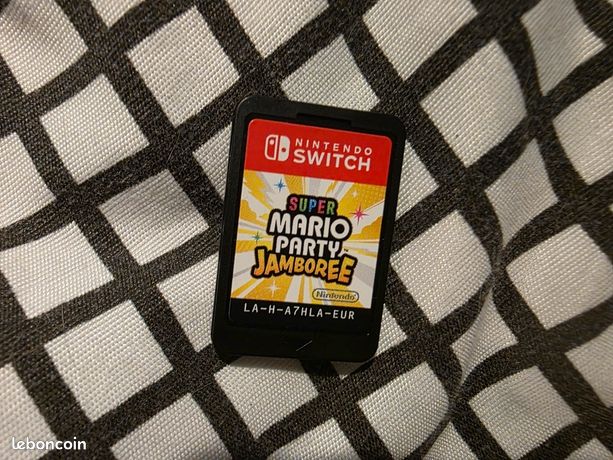 NINTENDO
SWITCH
SUPER
MARIO
PARTY
JAMBOREE
Nintendo
LA-H-A7HLA-EUR
leboncoin